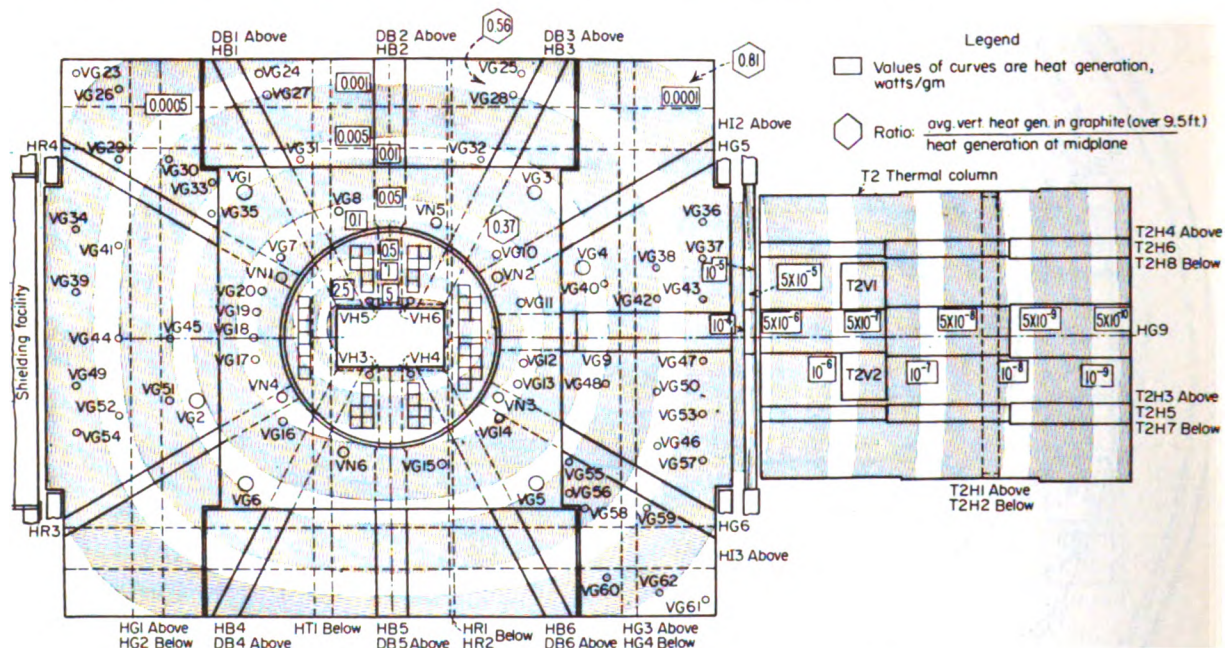 DB1 Above
HB1
DB2 Above
HB2
0.56
DB3 Above
HB3
0.81
Legend
Values of curves are heat generation,
watts/gm
Ratio: avg. vert. heat gen. in graphite (over 9.5 ft.)
heat generation at midplane
VG23
VG26
0.0005
VG24
VG27
0.001
VG25
VG28
0.0001
HI2 Above
HG5
HR4
VG29
VG30
VG33
VG31
0.005
VG32
VG1
VG35
VG8
0.05
VG3
VN5
T2 Thermal column
VG34
VG41
VG39
VG7
VN1
VG20
VG19
VG18
VG17
0.37
VG10
VN2
VG11
VG4
VG40
VG38
VG42
VG36
VG37
VG43
10⁻⁵
5X10⁻⁵
T2V1
T2H4 Above
T2H6
T2H8 Below
2.5
1
5
VH5
VH6
VH3
VH4
VG44
VG45
5X10⁻⁶
5X10⁻⁷
5X10⁻⁸
5X10⁻⁹
5X10⁻¹⁰
HG9
Shielding facility
VG49
VG51
VG52
VG2
VG54
VN4
VG16
VG12
VG13
VN3
VG14
VG9
VG48
VG47
VG50
VG53
VG46
VG57
10⁻⁶
T2V2
10⁻⁷
10⁻⁸
10⁻⁹
T2H3 Above
T2H5
T2H7 Below
VN6
VG15
VG6
VG5
VG55
VG56
VG58
VG59
T2H1 Above
T2H2 Below
HR3
HG6
HI3 Above
VG60
VG62
VG61
HG1 Above
HG2 Below
HB4
DB4 Above
HT1 Below
HB5
DB5 Above
HR1
HR2 Below
HB6
DB6 Above
HG3 Above
HG4 Below